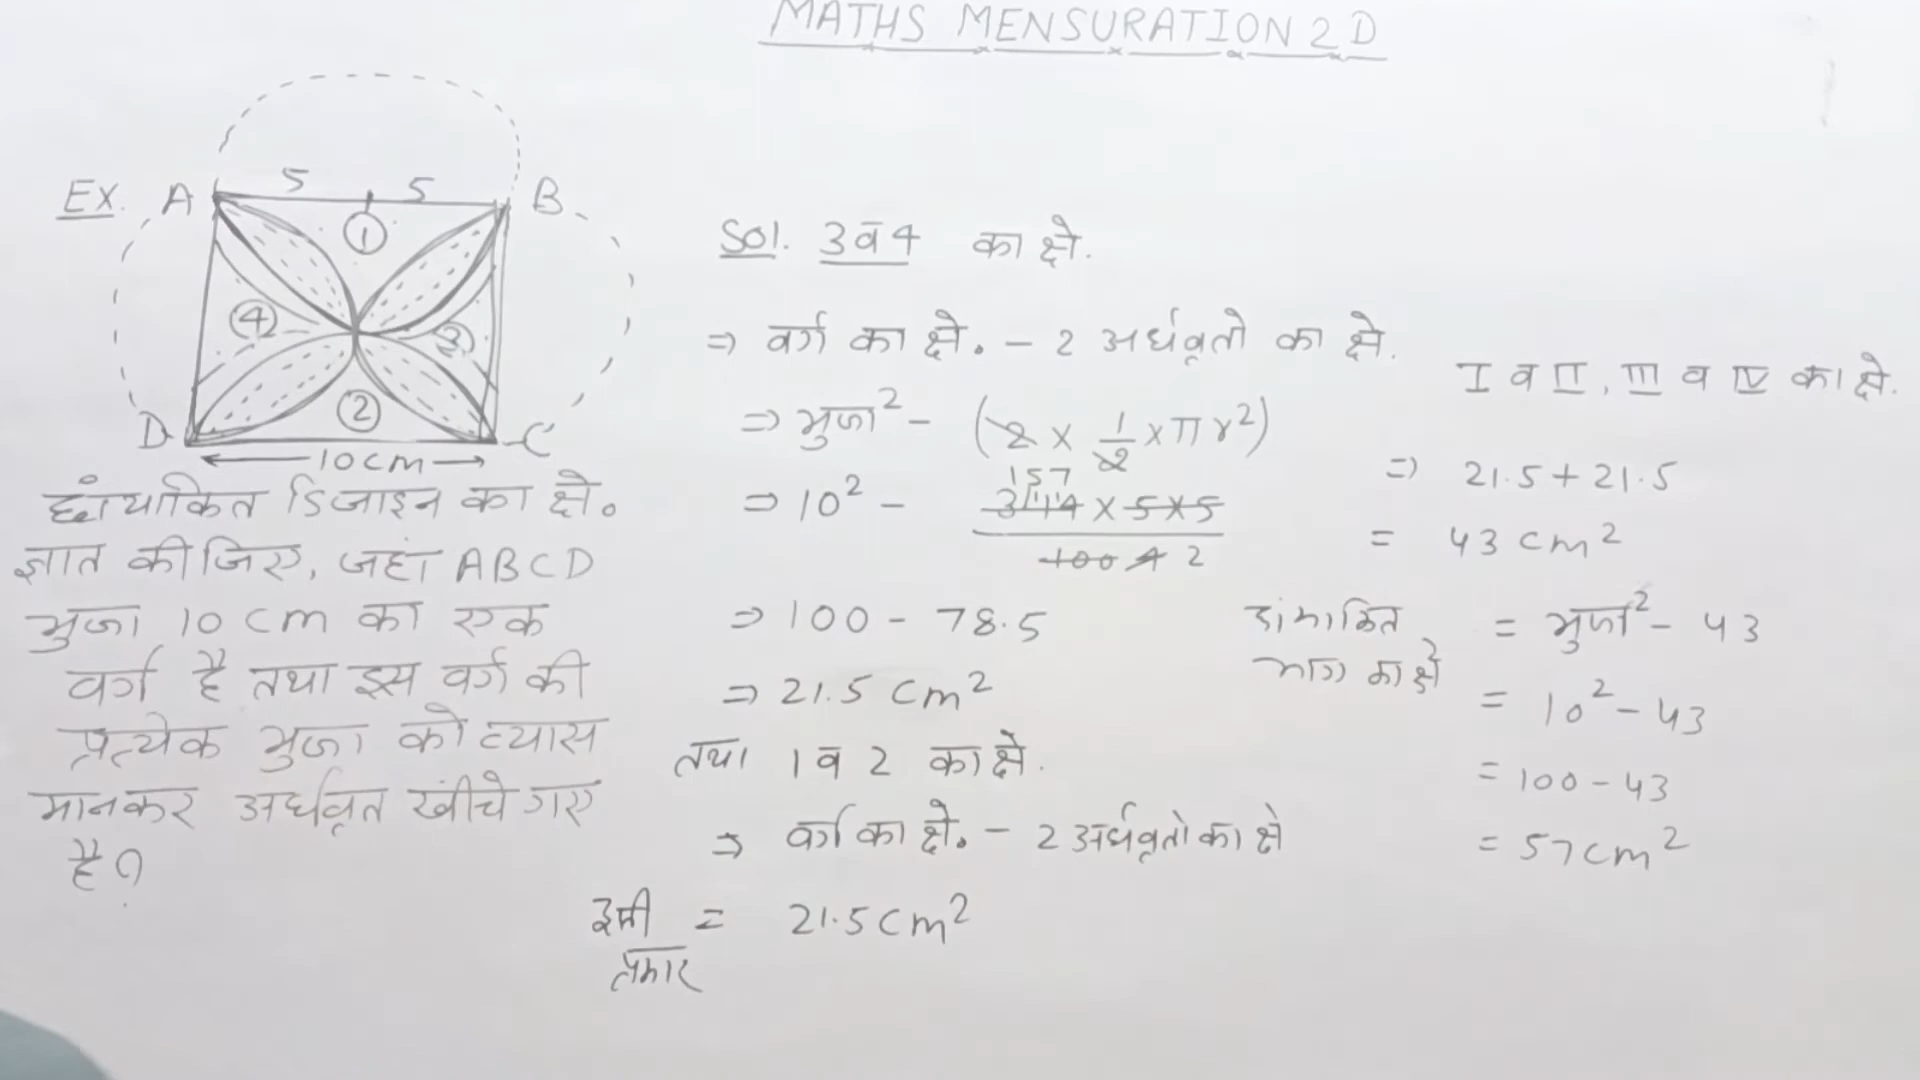 MATHS MENSURATION 2D
Ex.
A 5 5 B
1
4 3
2
D 10cm C
छायांकित डिजाइन का क्षे.
ज्ञात कीजिए, जहां ABCD
भुजा 10 cm का एक
वर्ग है तथा इस वर्ग की
प्रत्येक भुजा को व्यास
मानकर अर्धवृत खींचे गए
है?
Sol. 3 व 4 का क्षे.
⇒ वर्ग का क्षे. - 2 अर्धवृतो का क्षे.
⇒ भुजा² - (2 × 1/2 × πr²)
157
⇒ 10² - 314 × 5×5
100 4 2
⇒ 100 - 78.5
⇒ 21.5 cm²
तथा 1 व 2 का क्षे.
⇒ वर्ग का क्षे. - 2 अर्धवृतो का क्षे
इसी = 21.5 cm²
प्रकार
I व II, III व IV का क्षे.
⇒ 21.5 + 21.5
= 43 cm²
भाग का क्षे = भुजा² - 43
= 10² - 43
= 100 - 43
= 57 cm²